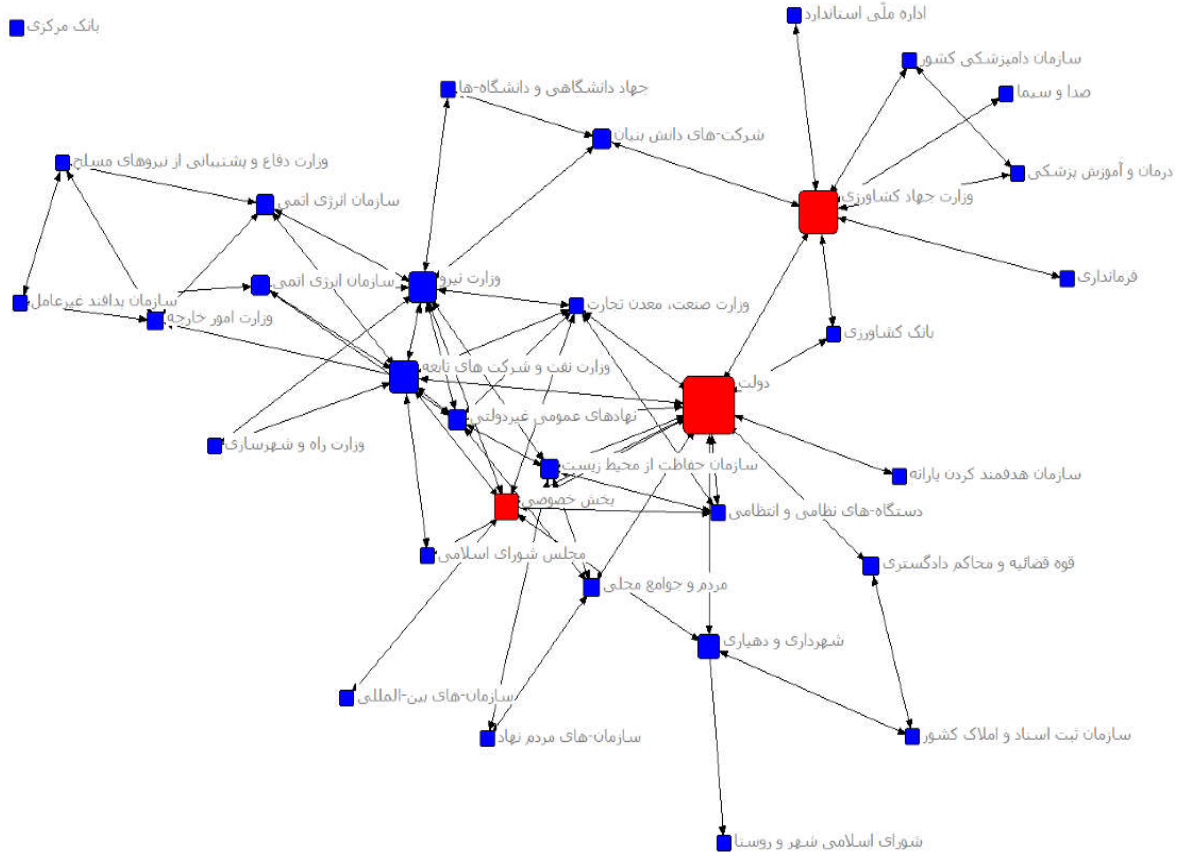 اداره ملّی استاندارد
بانک مرکزی
سازمان دامپزشکی کشور
جهاد دانشگاهی و دانشگاه-ها
صدا و سیما
شرکت-های دانش بنیان
وزارت دفاع و پشتیبانی از نیروهای مسلح
درمان و آموزش پزشکی
وزارت جهاد کشاورزی
سازمان انرژی اتمی
فرمانداری
وزارت نیرو
سازمان انرژی اتمی
وزارت صنعت، معدن تجارت
سازمان پدافند غیرعامل
وزارت امور خارجه
بانک کشاورزی
وزارت نفت و شرکت های تابعه
دولت
نهادهای عمومی غیردولتی
وزارت راه و شهرسازی
سازمان حفاظت از محیط زیست
سازمان هدفمند کردن یارانه
بخش خصوصی
دستگاه-های نظامی و انتظامی
مجلس شورای اسلامی
قوه قضائیه و محاکم دادگستری
مردم و جوامع محلی
شهرداری و دهیاری
سازمان-های بین-المللی
سازمان-های مردم نهاد
سازمان ثبت اسناد و املاک کشور
شورای اسلامی شهر و روستا